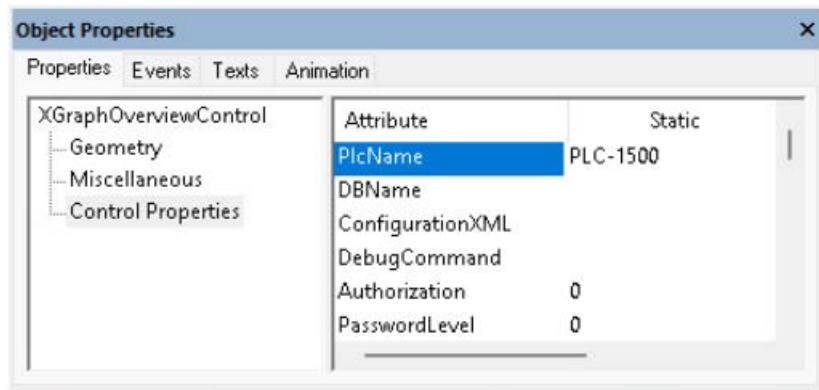 Object Properties
Properties Events Texts Animation
XGraphOverviewControl
Geometry
Miscellaneous
Control Properties
Attribute Static
PlcName PLC-1500
DBName
ConfigurationXML
DebugCommand
Authorization 0
PasswordLevel 0